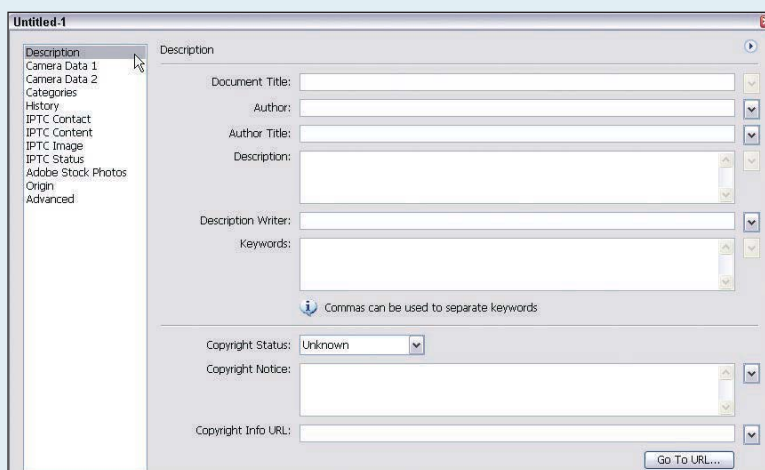 Untitled-1
Description
Camera Data 1
Camera Data 2
Categories
History
IPTC Contact
IPTC Content
IPTC Image
IPTC Status
Adobe Stock Photos
Origin
Advanced
Description
Document Title:
Author:
Author Title:
Description:
Description Writer:
Keywords:
Commas can be used to separate keywords
Copyright Status: Unknown
Copyright Notice:
Copyright Info URL:
Go To URL...